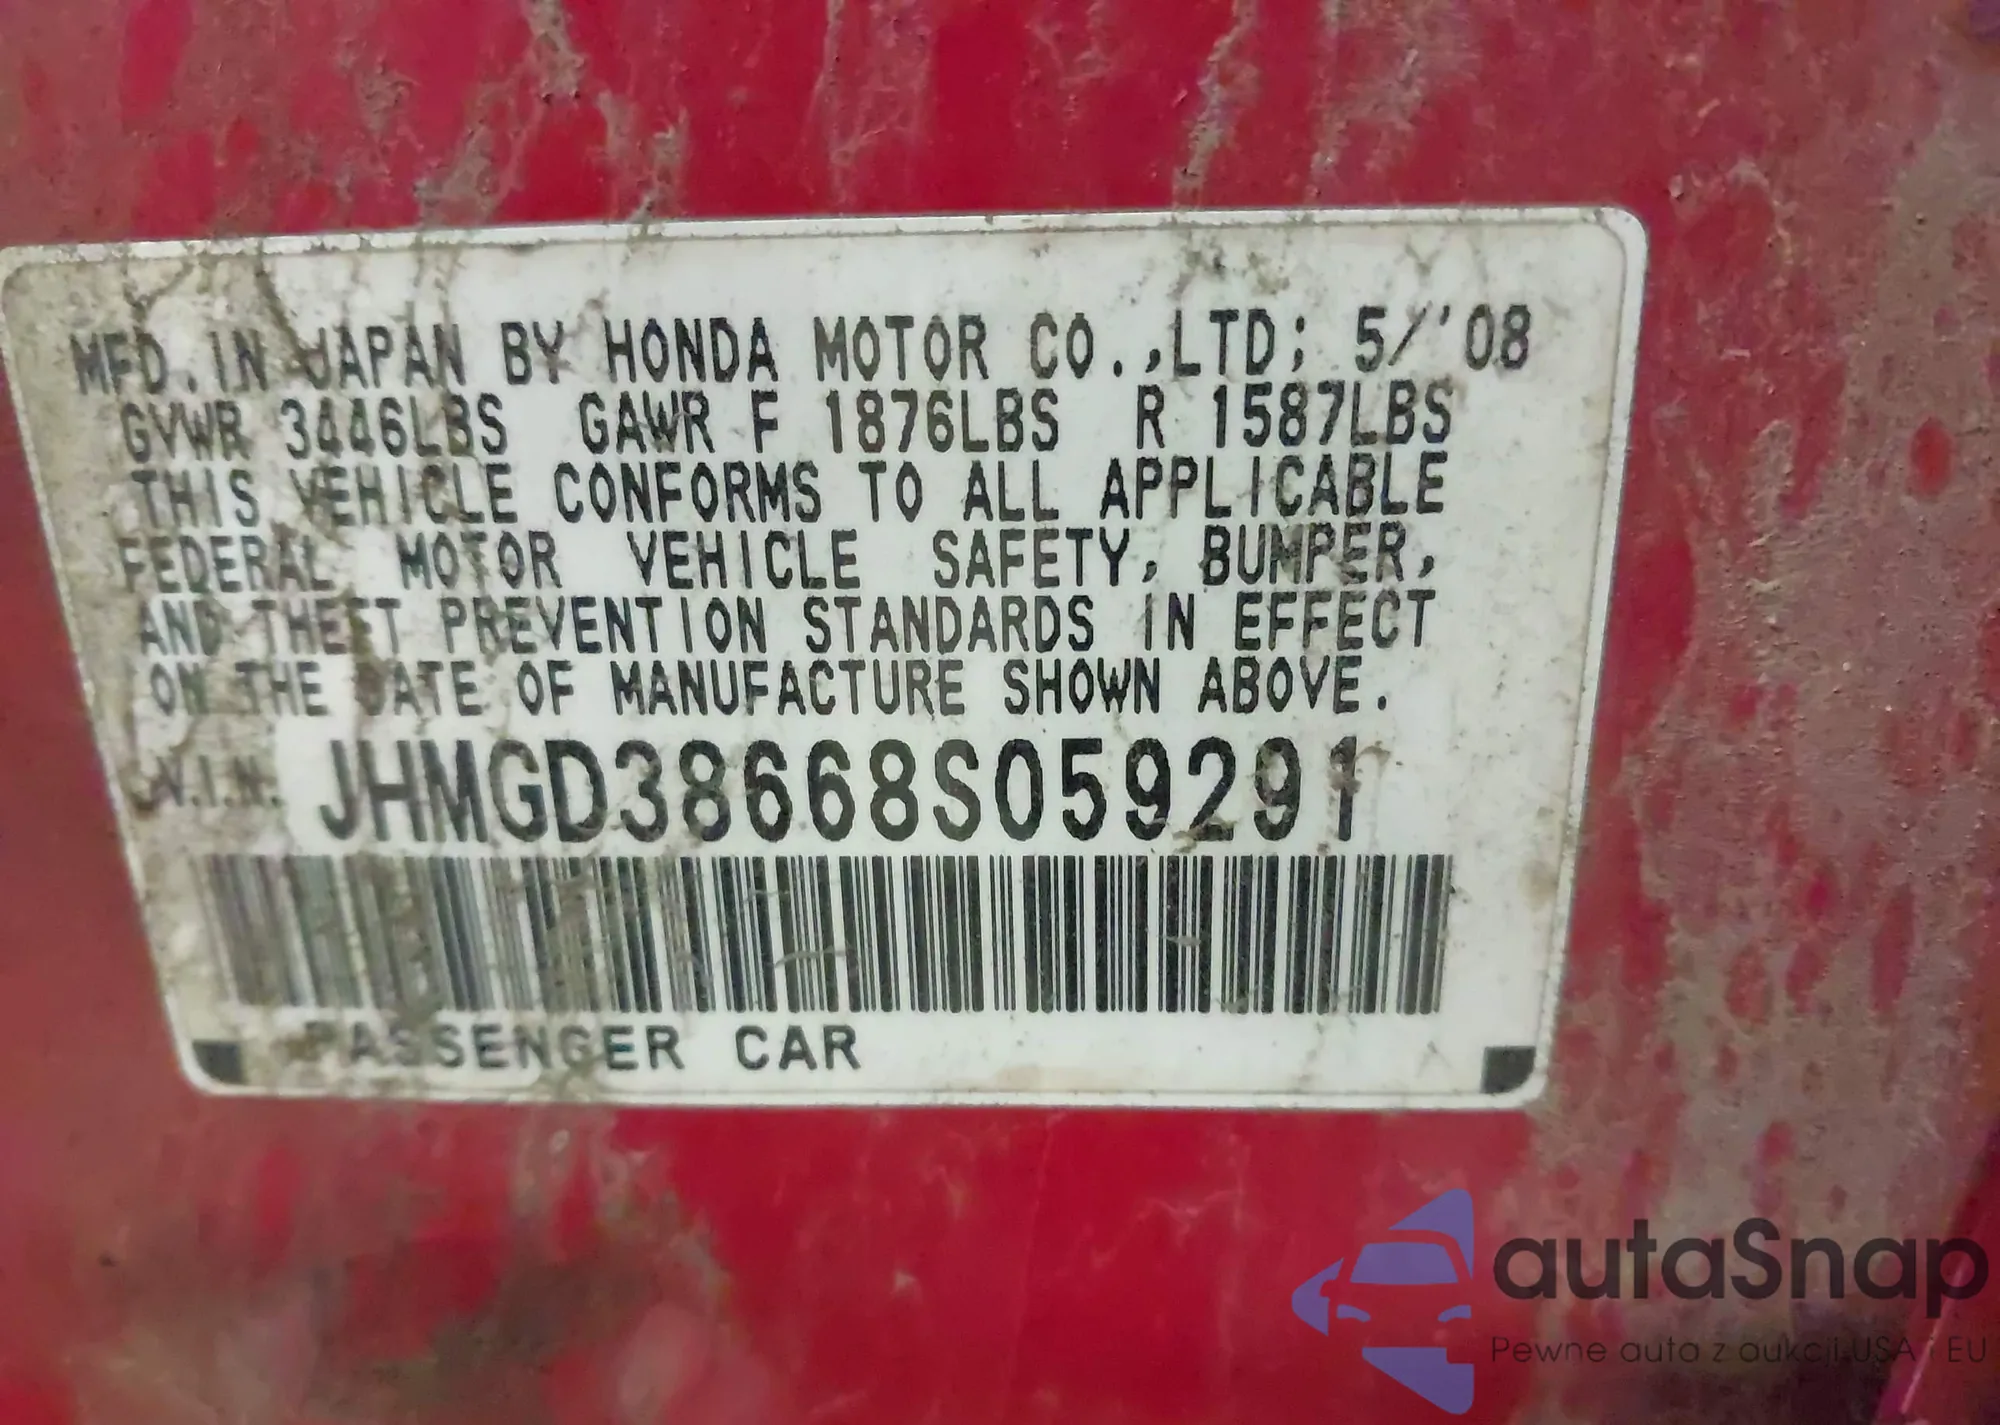 MFD. IN JAPAN BY HONDA MOTOR CO.,LTD; 5/'08
GVWR 3446LBS GAWR F 1876LBS R 1587LBS
THIS VEHICLE CONFORMS TO ALL APPLICABLE
FEDERAL MOTOR VEHICLE SAFETY, BUMPER,
AND THEFT PREVENTION STANDARDS IN EFFECT
ON THE DATE OF MANUFACTURE SHOWN ABOVE.
V.I.N. JHMGD38668S059291
PASSENGER CAR
autaSnap
Pewne auta z aukcji USA i EU